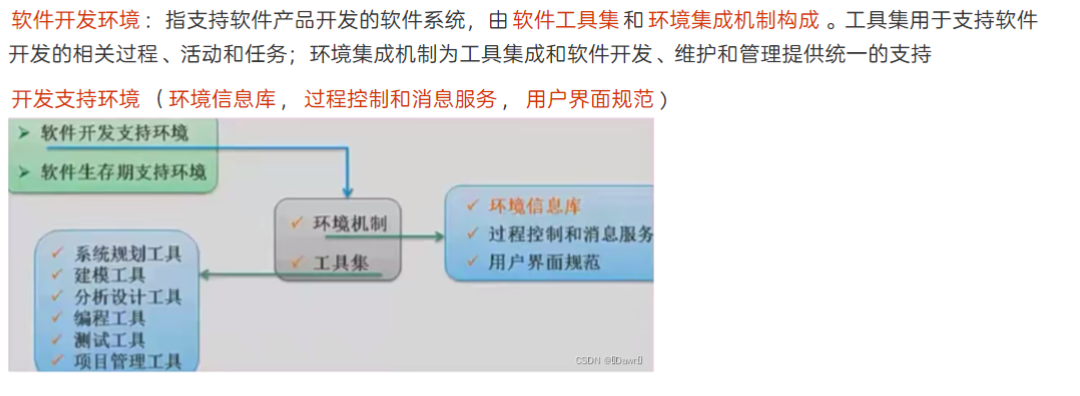 软件开发环境：指支持软件产品开发的软件系统，由 软件工具集 和 环境集成机制构成 。工具集用于支持软件
开发的相关过程、活动和任务；环境集成机制为工具集成和软件开发、维护和管理提供统一的支持
开发支持环境 （环境信息库， 过程控制和消息服务， 用户界面规范）
软件开发支持环境
软件生存期支持环境
环境机制
工具集
环境信息库
过程控制和消息服务
用户界面规范
系统规划工具
建模工具
分析设计工具
编程工具
测试工具
项目管理工具